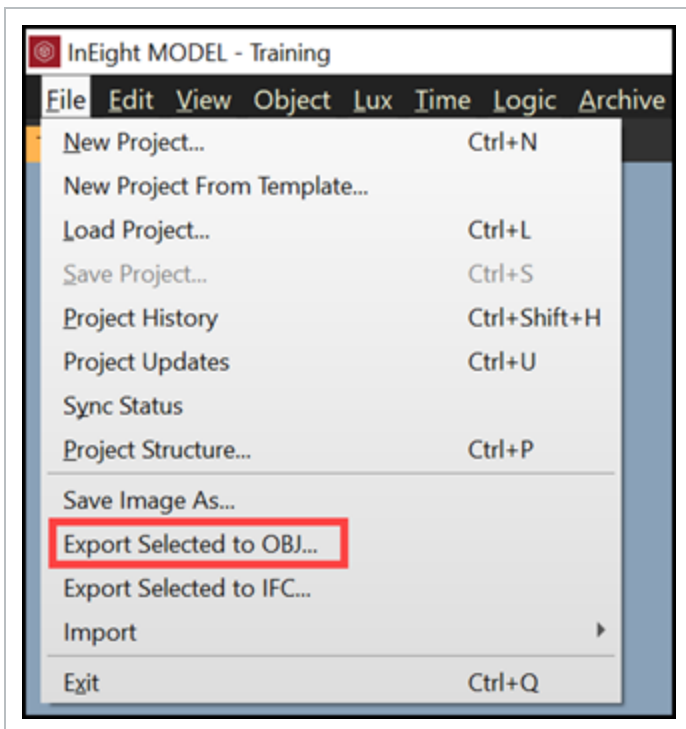 InEight MODEL - Training
File Edit View Object Lux Time Logic Archive
New Project... Ctrl+N
New Project From Template...
Load Project... Ctrl+L
Save Project... Ctrl+S
Project History Ctrl+Shift+H
Project Updates Ctrl+U
Sync Status
Project Structure... Ctrl+P
Save Image As...
Export Selected to OBJ...
Export Selected to IFC...
Import
Exit Ctrl+Q